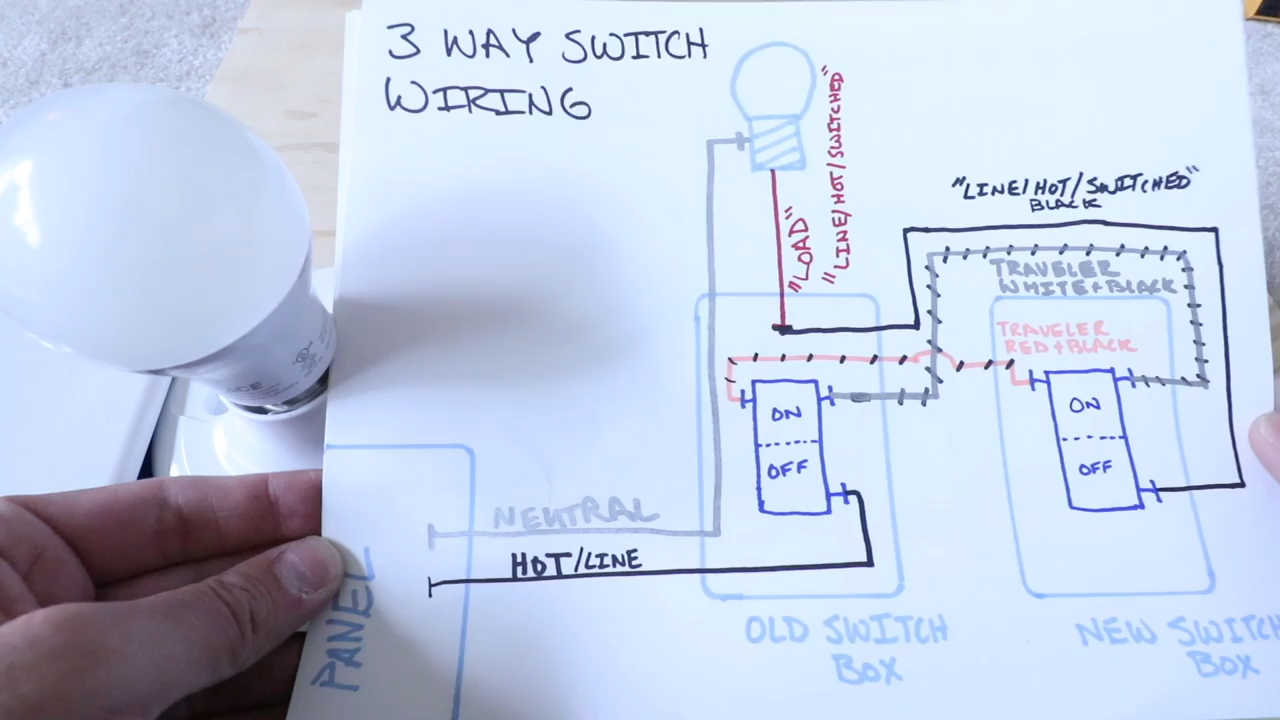 3 WAY SWITCH
WIRING
"LINE/HOT/SWITCHED"
"LOAD"
"LINE/HOT/SWITCHED"
BLACK
TRAVELER
WHITE+BLACK
TRAVELER
RED+BLACK
ON
OFF
ON
OFF
NEUTRAL
HOT/LINE
PANEL
OLD SWITCH
BOX
NEW SWITCH
BOX